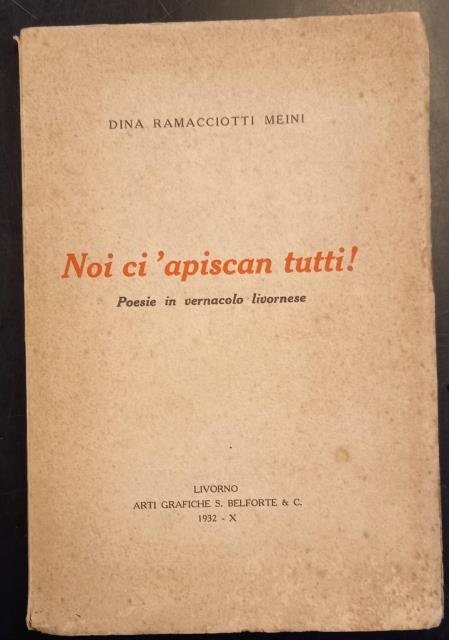 DINA RAMACCIOTTI MEINI
Noi ci 'apiscan tutti!
Poesie in vernacolo livornese
LIVORNO
ARTI GRAFICHE S. BELFORTE & C.
1932 - X